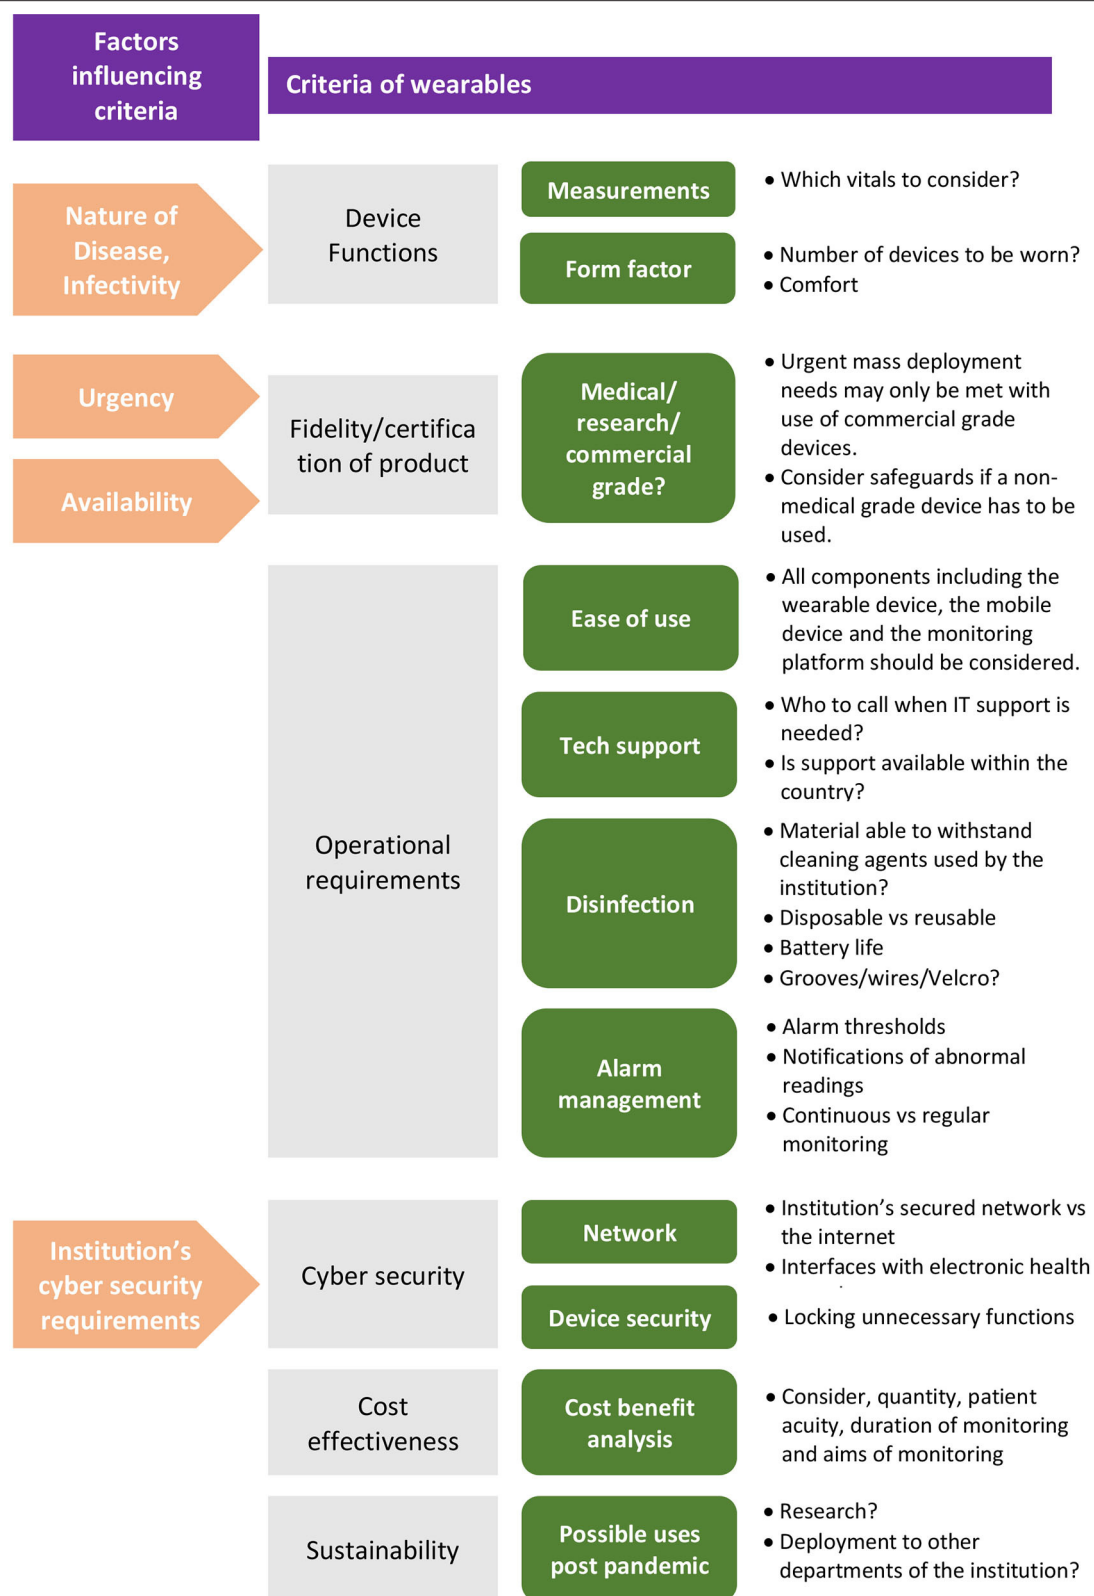 Factors
influencing
criteria
Criteria of wearables
Nature of
Disease,
Infectivity
Device
Functions
Measurements
• Which vitals to consider?
Form factor
• Number of devices to be worn?
• Comfort
Urgency
Availability
Fidelity/certifica
tion of product
Medical/
research/
commercial
grade?
• Urgent mass deployment
needs may only be met with
use of commercial grade
devices.
• Consider safeguards if a non-
medical grade device has to be
used.
Operational
requirements
Ease of use
• All components including the
wearable device, the mobile
device and the monitoring
platform should be considered.
Tech support
• Who to call when IT support is
needed?
• Is support available within the
country?
Disinfection
• Material able to withstand
cleaning agents used by the
institution?
• Disposable vs reusable
• Battery life
• Grooves/wires/Velcro?
Alarm
management
• Alarm thresholds
• Notifications of abnormal
readings
• Continuous vs regular
monitoring
Institution’s
cyber security
requirements
Cyber security
Network
• Institution’s secured network vs
the internet
• Interfaces with electronic health
Device security
• Locking unnecessary functions
Cost
effectiveness
Cost benefit
analysis
• Consider, quantity, patient
acuity, duration of monitoring
and aims of monitoring
Sustainability
Possible uses
post pandemic
• Research?
• Deployment to other
departments of the institution?